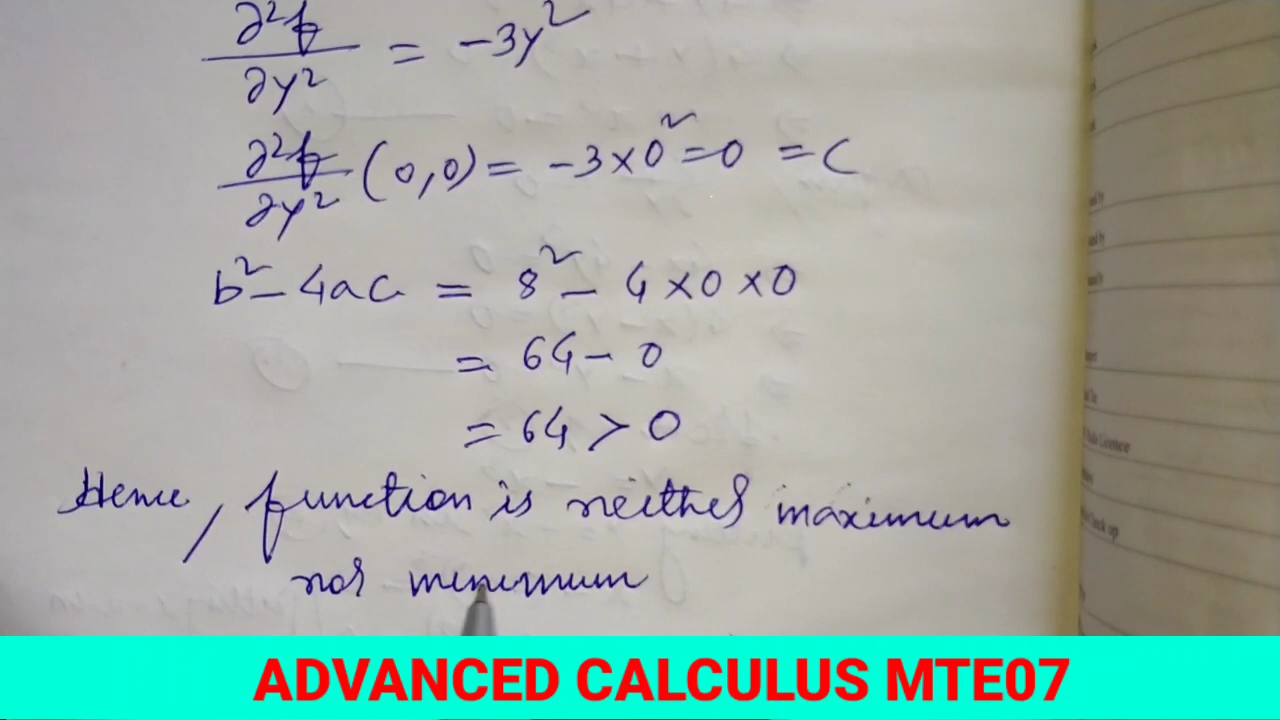 ∂²f/∂y² = -3y²
∂²f/∂y² (0,0) = -3×0² = 0 = C
b² - 4ac = 8² - 4×0×0
= 64 - 0
= 64 > 0
Hence, function is neither maximum
nor minimum
ADVANCED CALCULUS MTE07